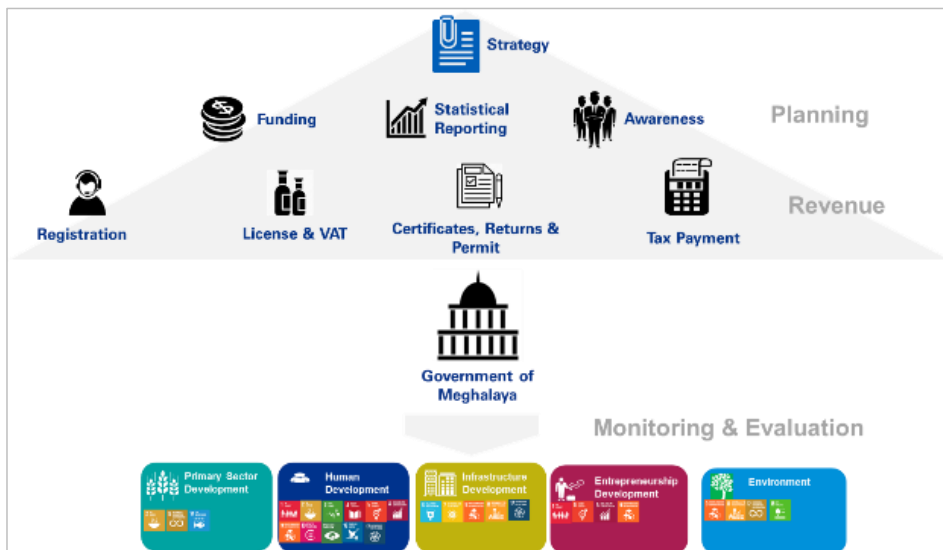 Strategy
Funding
Statistical
Reporting
Awareness
Planning
Registration
License & VAT
Certificates, Returns &
Permit
Tax Payment
Revenue
Government of
Meghalaya
Monitoring & Evaluation
Primary Sector
Development
Human
Development
Infrastructure
Development
Entrepreneurship
Development
Environment